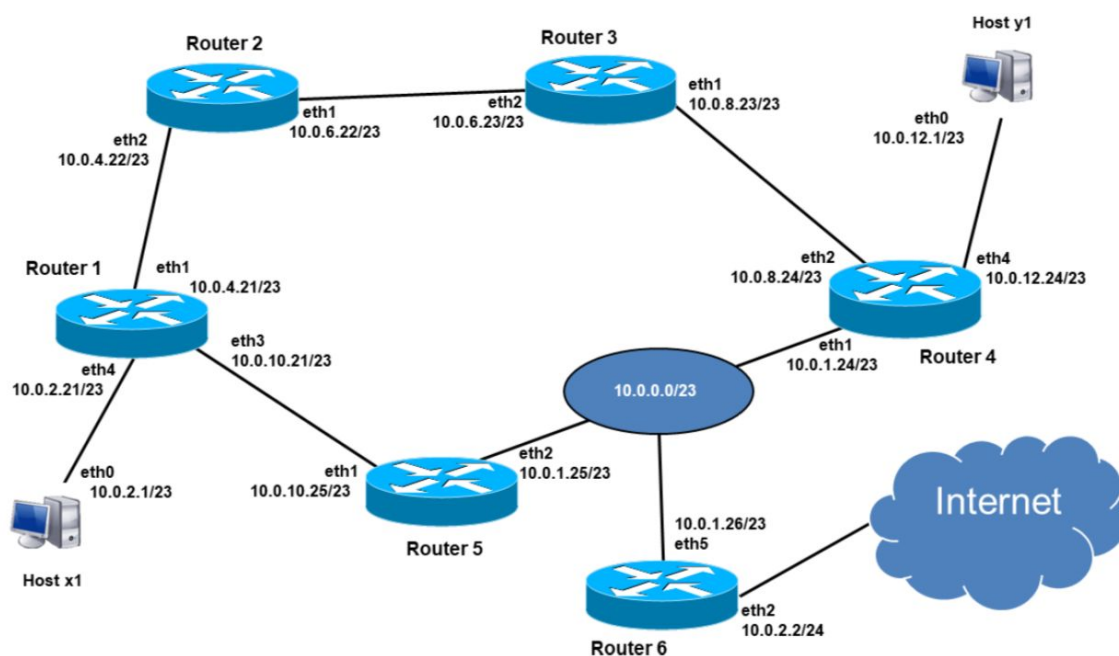 Host y1
Router 3
Router 2
eth1
10.0.8.23/23
eth2
10.0.6.23/23
eth1
10.0.6.22/23
eth0
10.0.12.1/23
eth2
10.0.4.22/23
Router 1
eth1
10.0.4.21/23
eth2
10.0.8.24/23
eth4
10.0.12.24/23
eth3
10.0.10.21/23
eth4
10.0.2.21/23
eth1
10.0.1.24/23
Router 4
10.0.0.0/23
eth0
10.0.2.1/23
eth1
10.0.10.25/23
eth2
10.0.1.25/23
Internet
Host x1
Router 5
10.0.1.26/23
eth5
eth2
10.0.2.2/24
Router 6